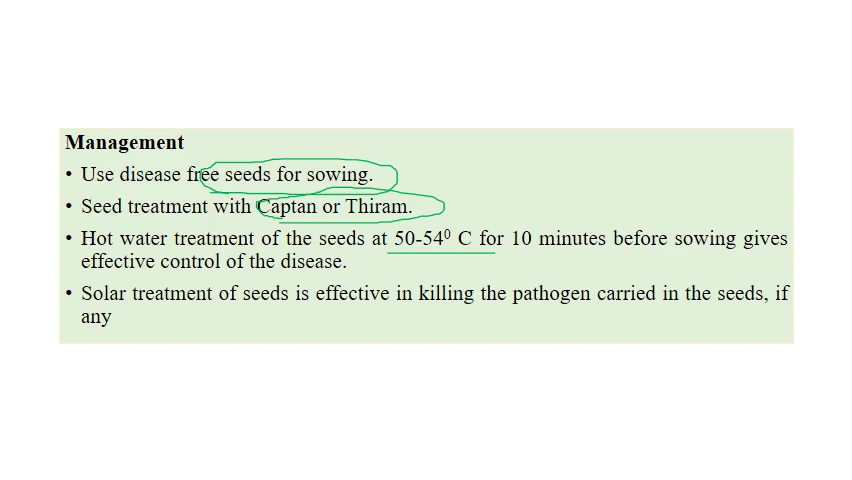 Management
• Use disease free seeds for sowing.
• Seed treatment with Captan or Thiram.
• Hot water treatment of the seeds at 50-54⁰ C for 10 minutes before sowing gives
effective control of the disease.
• Solar treatment of seeds is effective in killing the pathogen carried in the seeds, if
any